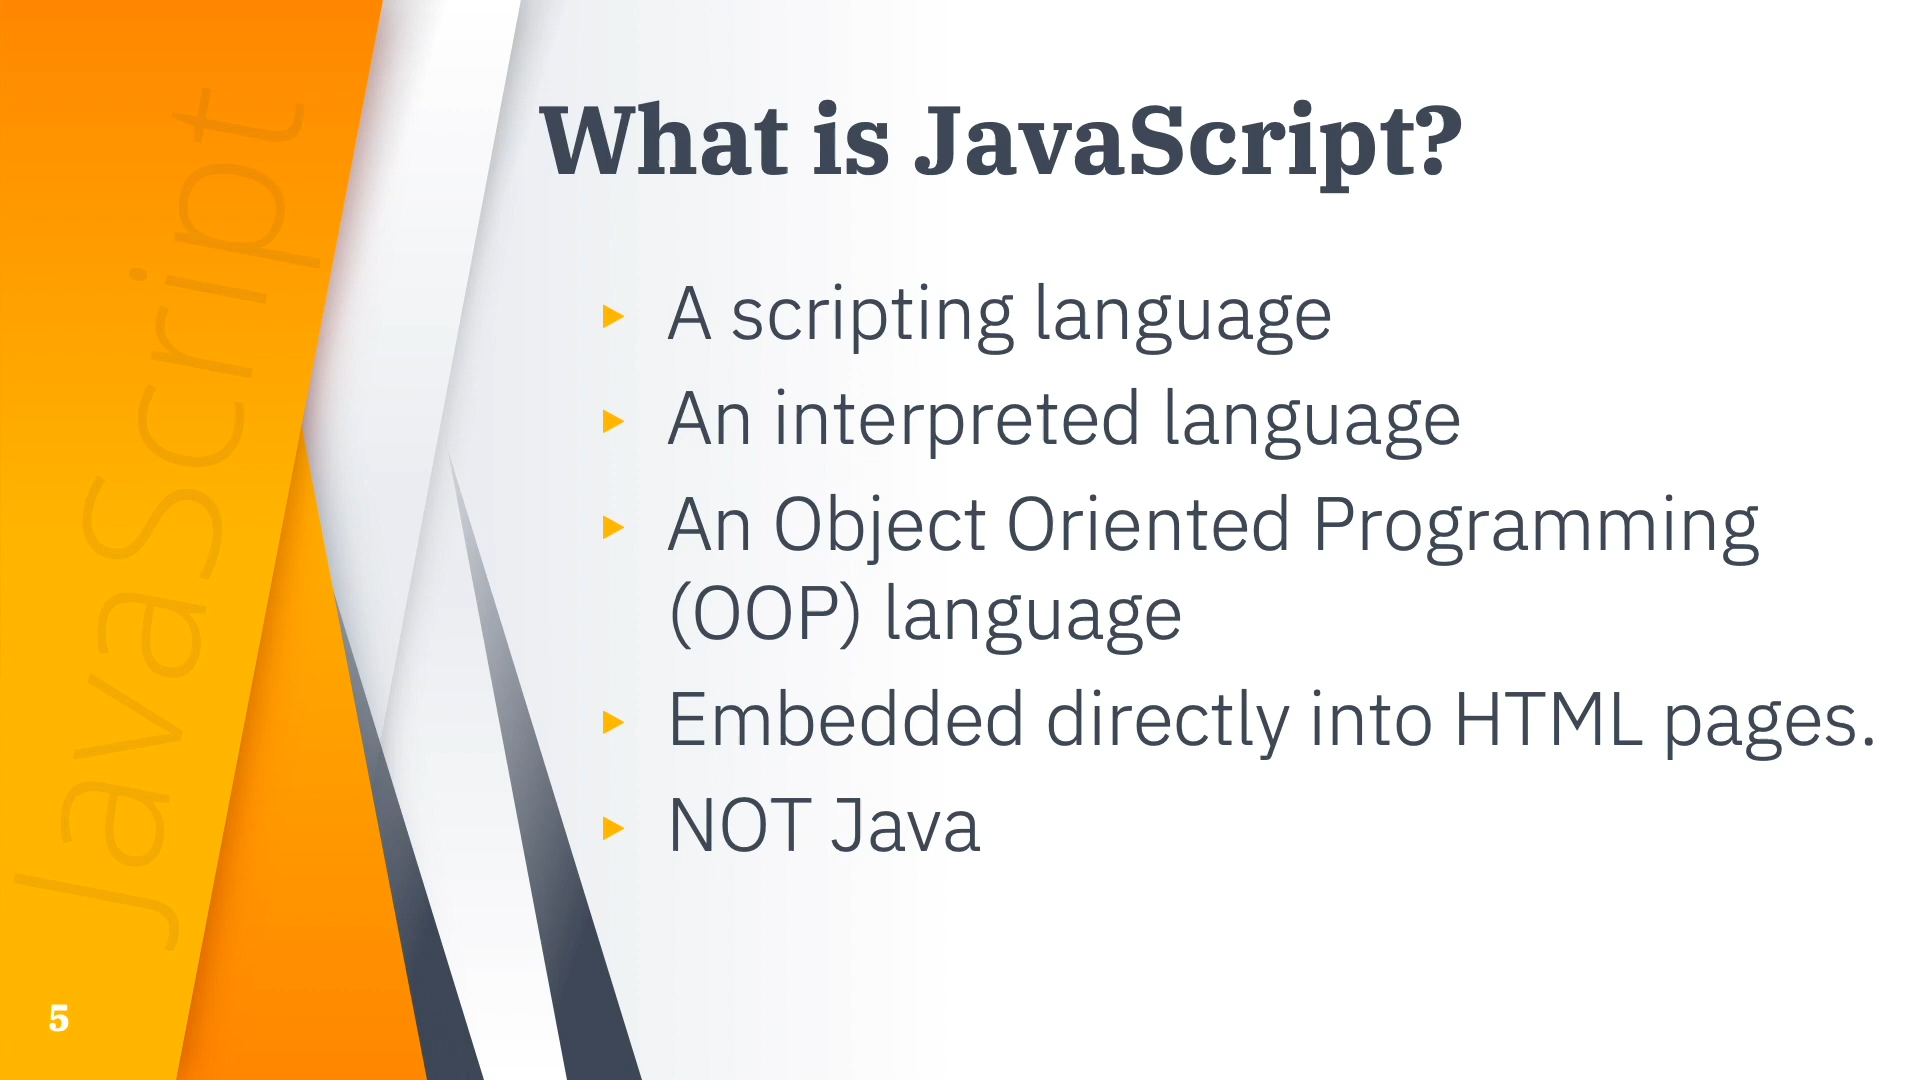 What is JavaScript?
A scripting language
An interpreted language
An Object Oriented Programming
(OOP) language
Embedded directly into HTML pages.
NOT Java
JavaScript
5